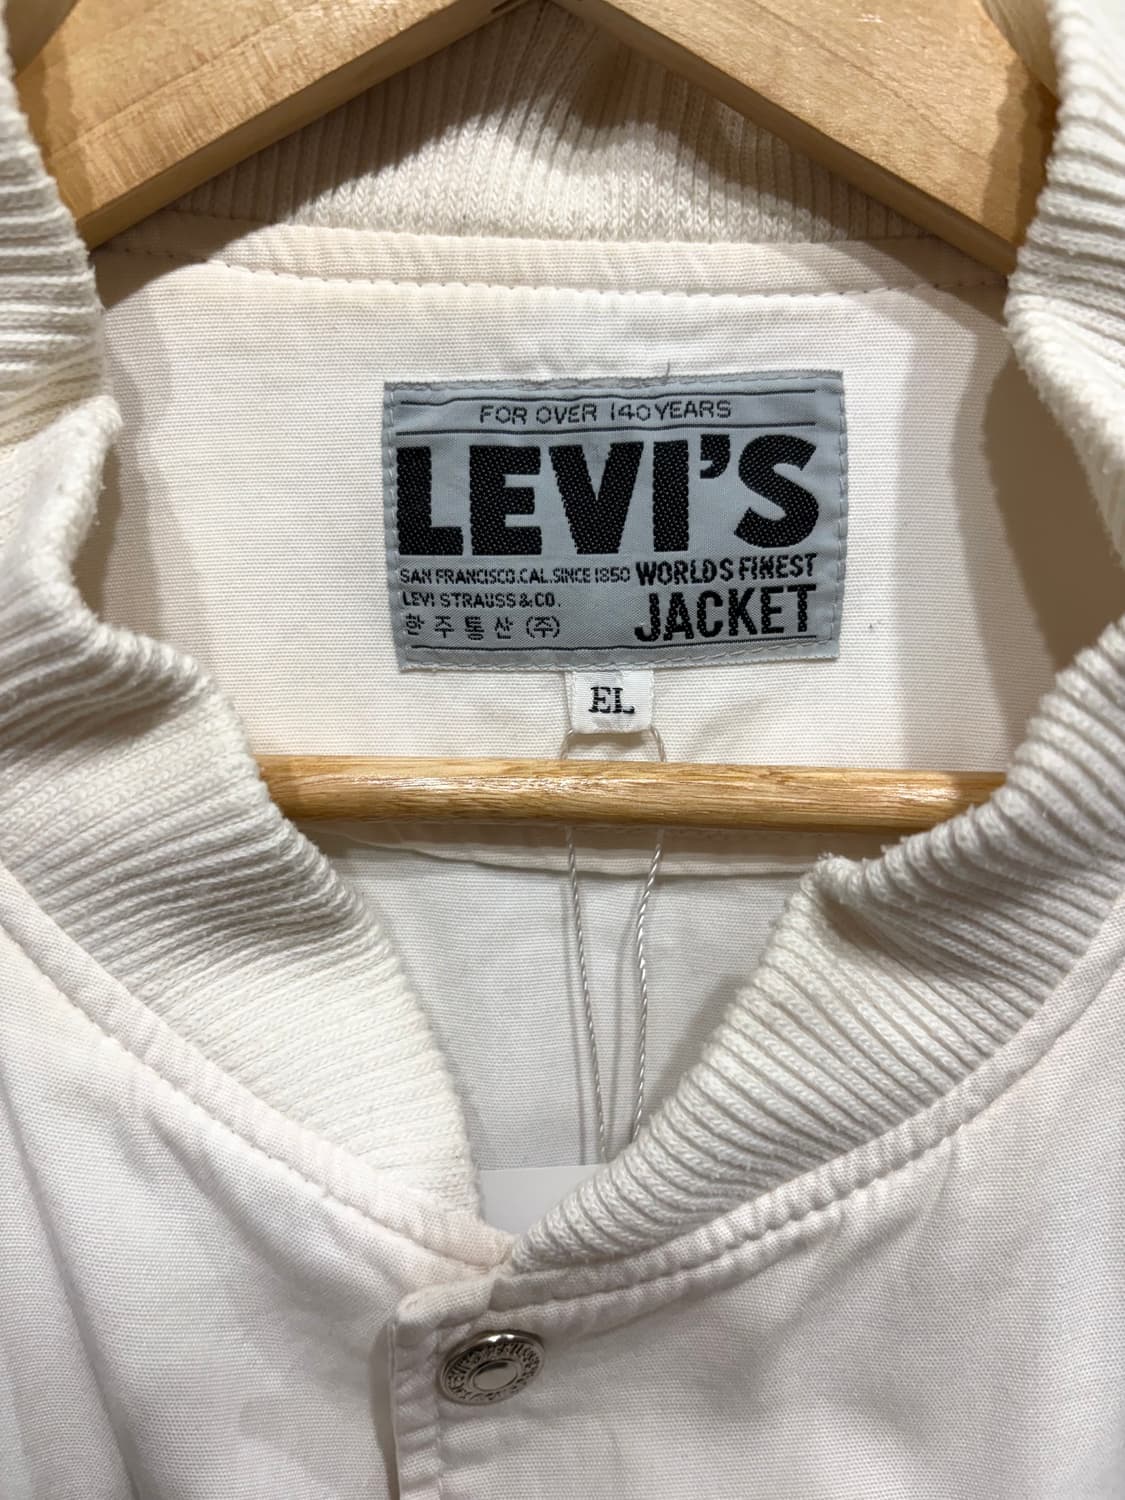 FOR OVER 140 YEARS
LEVI'S
SAN FRANCISCO.CAL.SINCE 1850 WORLDS FINEST
LEVI STRAUSS & CO.
JACKET
한주통산 (주)
EL